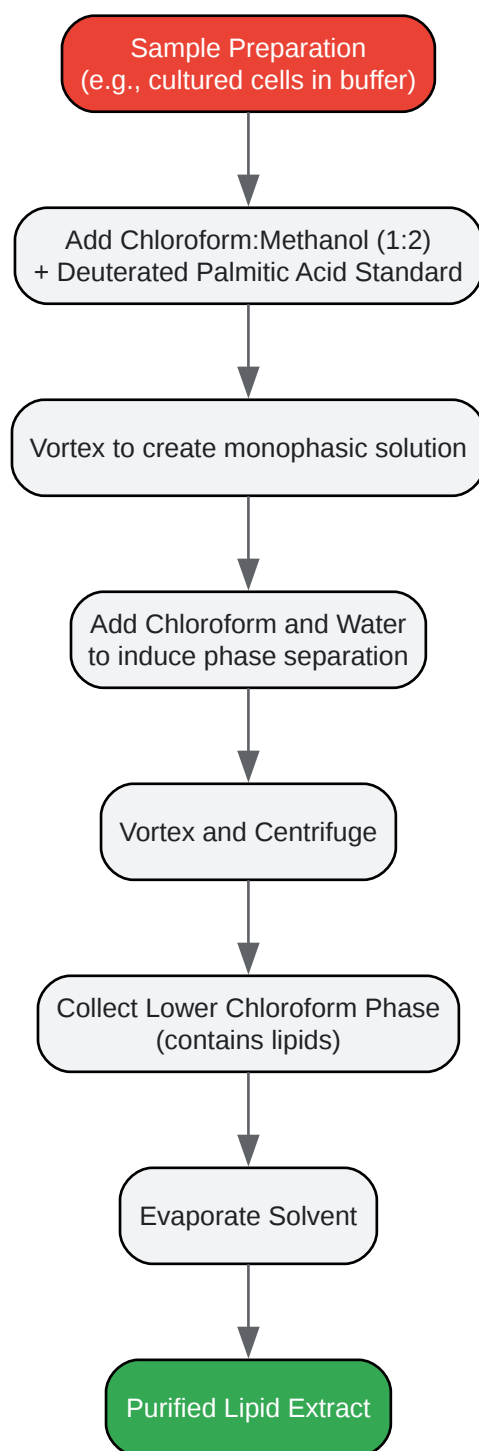 Sample Preparation
(e.g., cultured cells in buffer)
Add Chloroform:Methanol (1:2)
+ Deuterated Palmitic Acid Standard
Vortex to create monophasic solution
Add Chloroform and Water
to induce phase separation
Vortex and Centrifuge
Collect Lower Chloroform Phase
(contains lipids)
Evaporate Solvent
Purified Lipid Extract